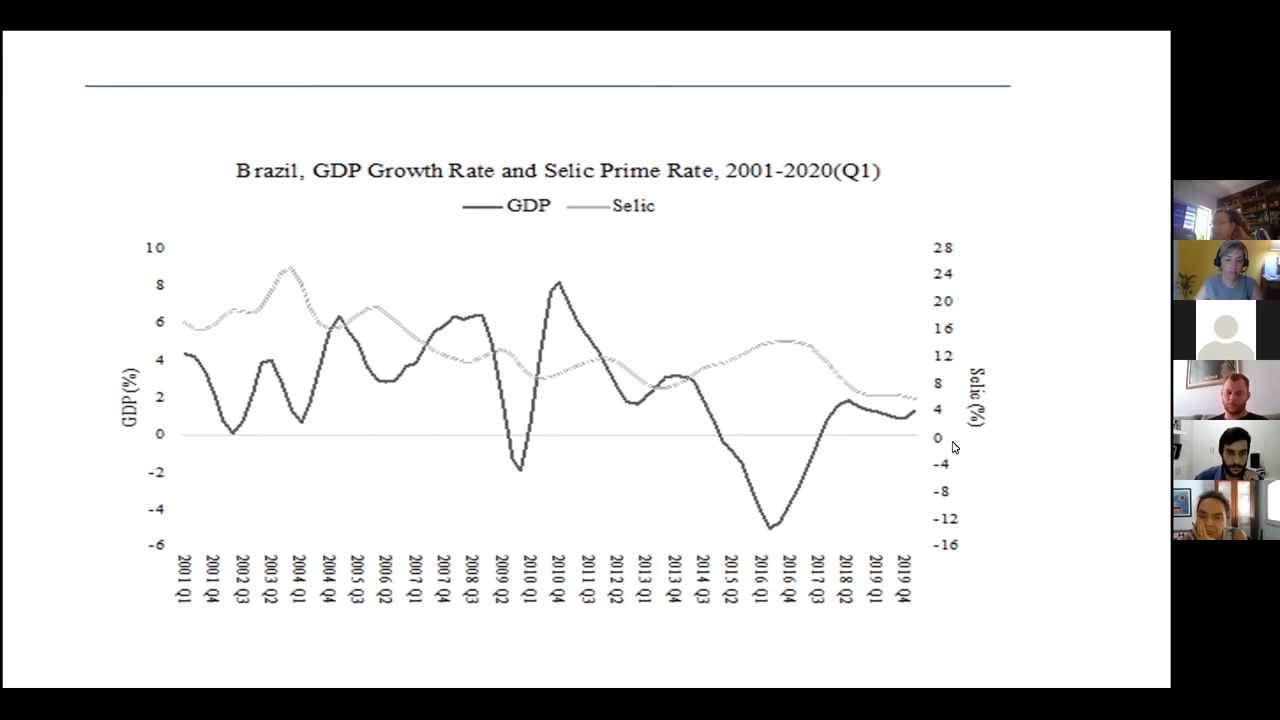 Brazil, GDP Growth Rate and Selic Prime Rate, 2001-2020(Q1)
GDP Selic
10
8
6
4
2
0
-2
-4
-6
GDP (%)
28
24
20
16
12
8
4
0
-4
-8
-12
-16
Selic (%)
2001 Q1
2001 Q4
2002 Q3
2003 Q2
2004 Q1
2004 Q4
2005 Q3
2006 Q2
2007 Q1
2007 Q4
2008 Q3
2009 Q2
2010 Q1
2010 Q4
2011 Q3
2012 Q2
2013 Q1
2013 Q4
2014 Q3
2015 Q2
2016 Q1
2016 Q4
2017 Q3
2018 Q2
2019 Q1
2019 Q4